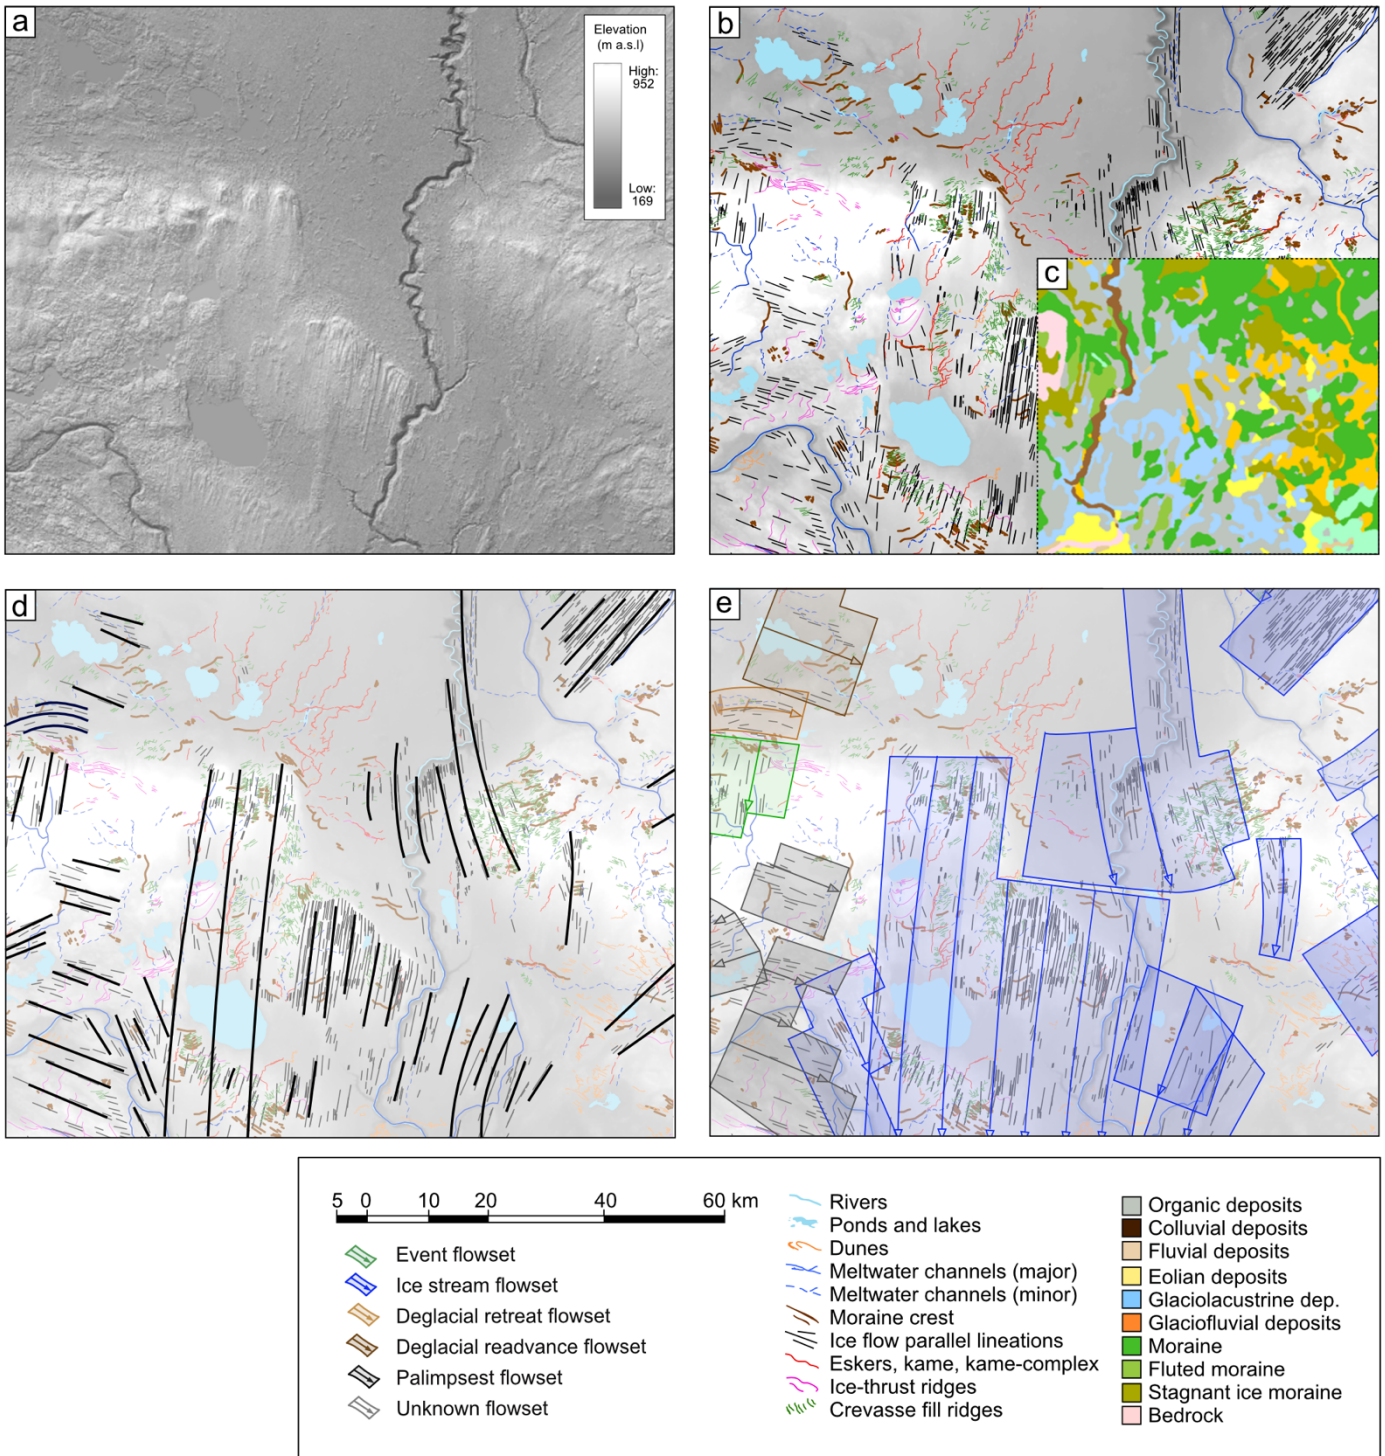 a
Elevation
(m a.s.l)
High:
952
Low:
169
b
c
d
e
5 0 10 20 40 60 km
Event flowset
Ice stream flowset
Deglacial retreat flowset
Deglacial readvance flowset
Palimpsest flowset
Unknown flowset
Rivers
Ponds and lakes
Dunes
Meltwater channels (major)
Meltwater channels (minor)
Moraine crest
Ice flow parallel lineations
Eskers, kame, kame-complex
Ice-thrust ridges
Crevasse fill ridges
Organic deposits
Colluvial deposits
Fluvial deposits
Eolian deposits
Glaciolacustrine dep.
Glaciofluvial deposits
Moraine
Fluted moraine
Stagnant ice moraine
Bedrock